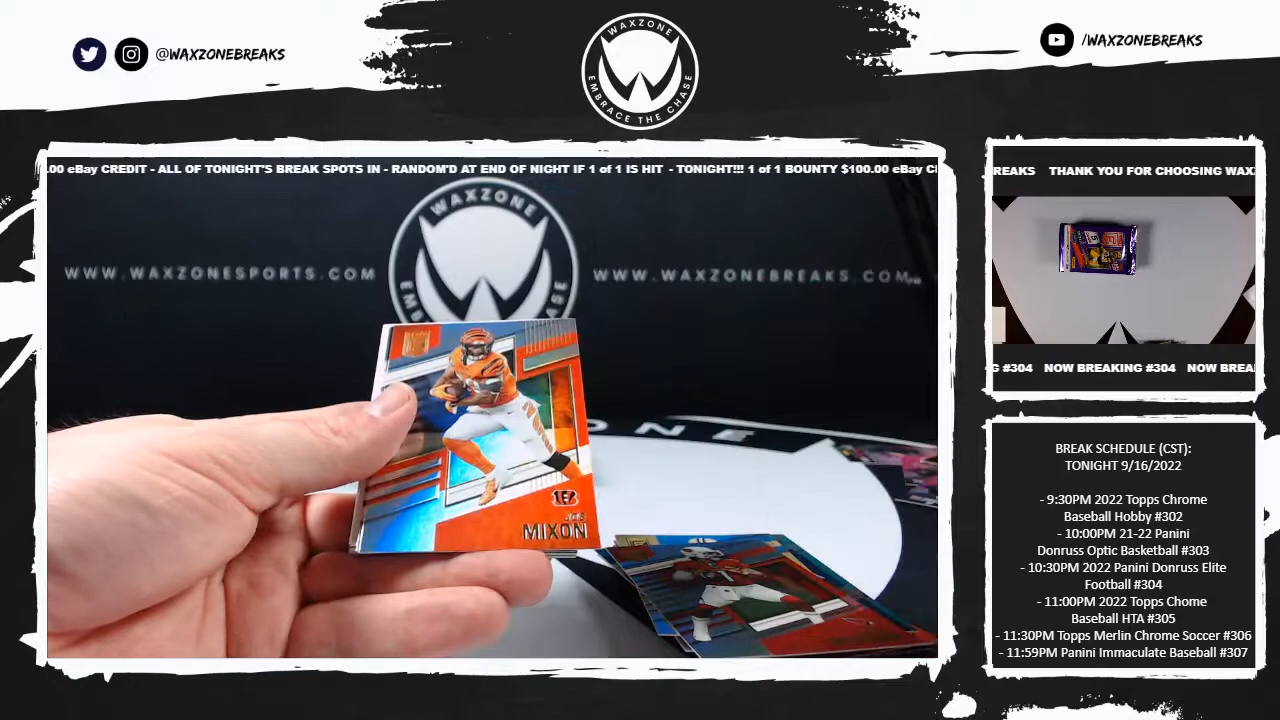 @WAXZONEBREAKS
WAXZONE
W
EMBRACE THE CHASE
/WAXZONEBREAKS
.00 eBay CREDIT - ALL OF TONIGHT'S BREAK SPOTS IN - RANDOM'D AT END OF NIGHT IF 1 of 1 IS HIT - TONIGHT!!! 1 of 1 BOUNTY $100.00 eBay C
WAXZONE
WWW.WAXZONESPORTS.COM
WWW.WAXZONEBREAKS.COM
JOE
MIXON
REAKS THANK YOU FOR CHOOSING WAX
G #304 NOW BREAKING #304 NOW BREA
BREAK SCHEDULE (CST):
TONIGHT 9/16/2022
- 9:30PM 2022 Topps Chrome
Baseball Hobby #302
- 10:00PM 21-22 Panini
Donruss Optic Basketball #303
- 10:30PM 2022 Panini Donruss Elite
Football #304
- 11:00PM 2022 Topps Chome
Baseball HTA #305
- 11:30PM Topps Merlin Chrome Soccer #306
- 11:59PM Panini Immaculate Baseball #307